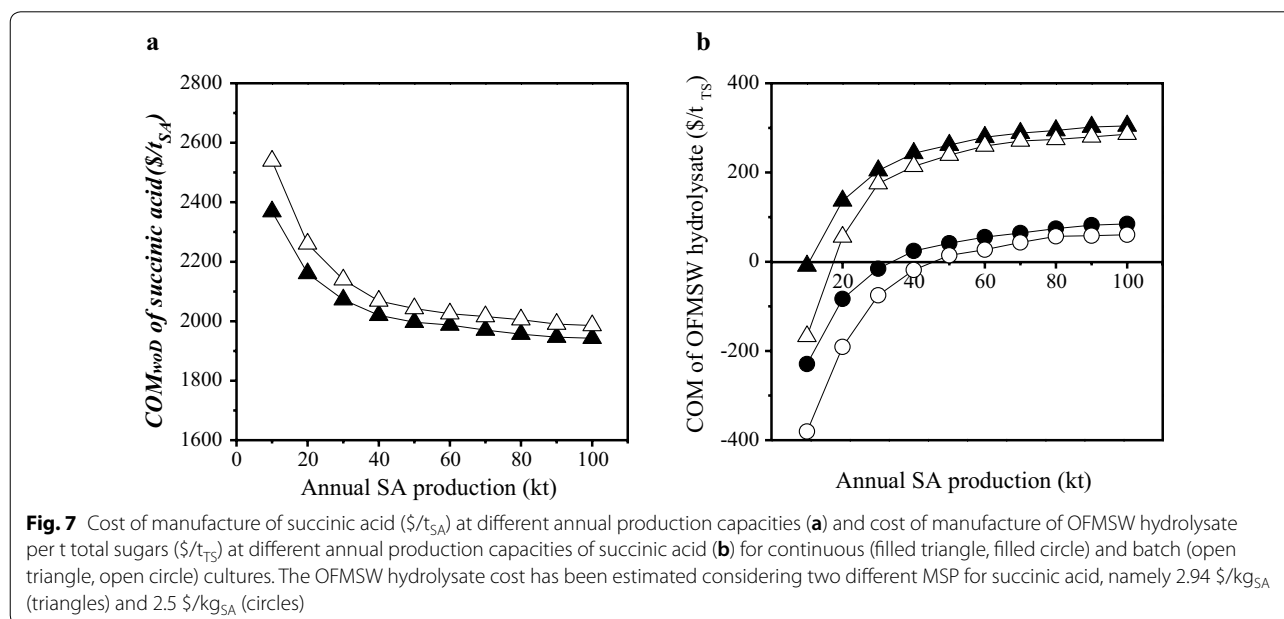 a
b
2800
2600
2400
2200
2000
1800
1600
0
20
40
60
80
100
COMwoD of succinic acid($/tSA)
Annual SA production (kt)
400
200
0
-200
-400
20
40
60
80
100
COM of OFMSW hydrolysate ($/t TS)
Annual SA production (kt)
Fig. 7 Cost of manufacture of succinic acid ($/tSA) at different annual production capacities (a) and cost of manufacture of OFMSW hydrolysate
per t total sugars ($/tTS) at different annual production capacities of succinic acid (b) for continuous (filled triangle, filled circle) and batch (open
triangle, open circle) cultures. The OFMSW hydrolysate cost has been estimated considering two different MSP for succinic acid, namely 2.94 $/kgSA
(triangles) and 2.5 $/kgSA (circles)